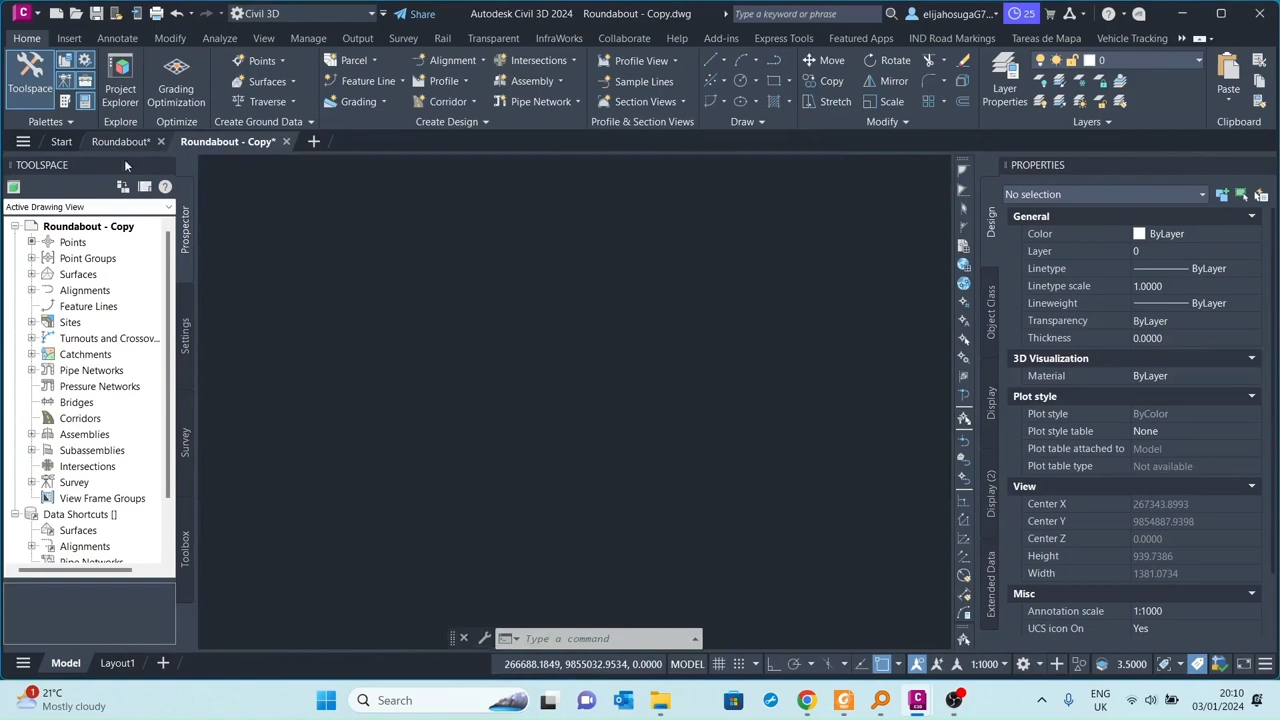 Civil 3D
Share
Autodesk Civil 3D 2024 Roundabout - Copy.dwg
Type a keyword or phrase
elijahsugaG7...
25
Home Insert Annotate Modify Analyze View Manage Output Survey Rail Transparent InfraWorks Collaborate Help Add-ins Express Tools Featured Apps IND Road Markings Tareas de Mapa Vehicle Tracking
Toolspace
Palettes
Project
Explorer
Explore
Grading
Optimization
Optimize
Points
Surfaces
Traverse
Create Ground Data
Parcel
Feature Line
Grading
Alignment
Profile
Corridor
Intersections
Assembly
Pipe Network
Create Design
Profile View
Sample Lines
Section Views
Profile & Section Views
Draw
Move
Copy
Stretch
Rotate
Mirror
Scale
Modify
Layer
Properties
0
Layers
Paste
Clipboard
Start
Roundabout*
Roundabout - Copy*
TOOLSPACE
Active Drawing View
Roundabout - Copy
Points
Point Groups
Surfaces
Alignments
Feature Lines
Sites
Turnouts and Crossov...
Catchments
Pipe Networks
Pressure Networks
Bridges
Corridors
Assemblies
Subassemblies
Intersections
Survey
View Frame Groups
Data Shortcuts []
Surfaces
Alignments
Pipe Networks
Prospector
Settings
Survey
Toolbox
Type a command
PROPERTIES
No selection
Design
Object Class
Display
Display (2)
Extended Data
General
Color ByLayer
Layer 0
Linetype ByLayer
Linetype scale 1.0000
Lineweight ByLayer
Transparency ByLayer
Thickness 0.0000
3D Visualization
Material ByLayer
Plot style
Plot style ByColor
Plot style table None
Plot table attached to Model
Plot table type Not available
View
Center X 267343.8993
Center Y 9854887.9398
Center Z 0.0000
Height 939.7386
Width 1381.0734
Misc
Annotation scale 1:1000
UCS icon On Yes
Model
Layout1
266688.1849, 9855032.9534, 0.0000 MODEL
1:1000
3.5000
1
21°C
Mostly cloudy
Search
ENG
UK
20:10
03/01/2024